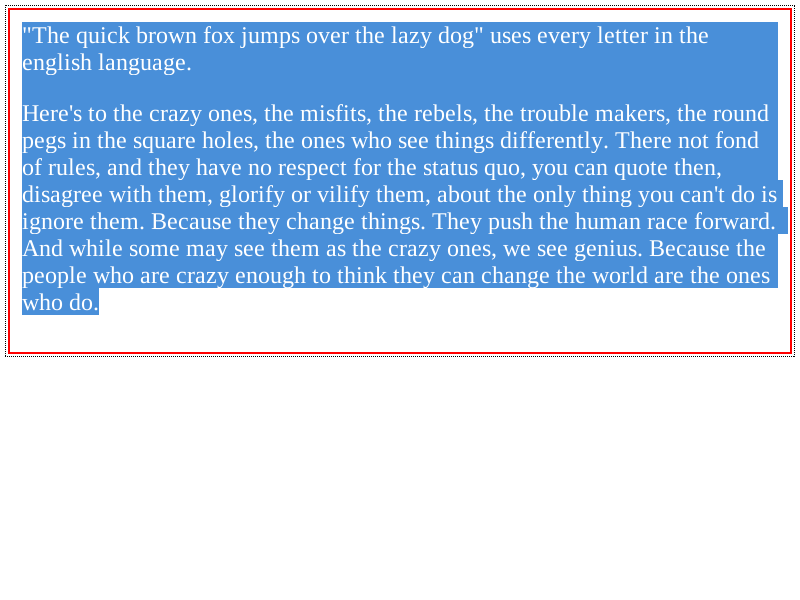 "The quick brown fox jumps over the lazy dog" uses every letter in the
english language.
Here's to the crazy ones, the misfits, the rebels, the trouble makers, the round
pegs in the square holes, the ones who see things differently. There not fond
of rules, and they have no respect for the status quo, you can quote then,
disagree with them, glorify or vilify them, about the only thing you can't do is
ignore them. Because they change things. They push the human race forward.
And while some may see them as the crazy ones, we see genius. Because the
people who are crazy enough to think they can change the world are the ones
who do.